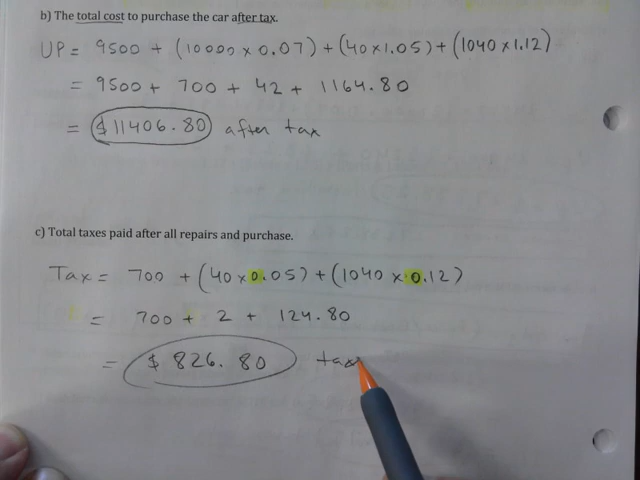 b) The total cost to purchase the car after tax.
UP = 9500 + (10000 x 0.07) + (40x1.05) + (1040 x 1.12)
= 9500 + 700 + 42 + 1164.80
= $11406.80 after tax
c) Total taxes paid after all repairs and purchase.
Tax = 700 + (40 x 0.05) + (1040 x 0.12)
= 700 + 2 + 124.80
= $826.80 tax